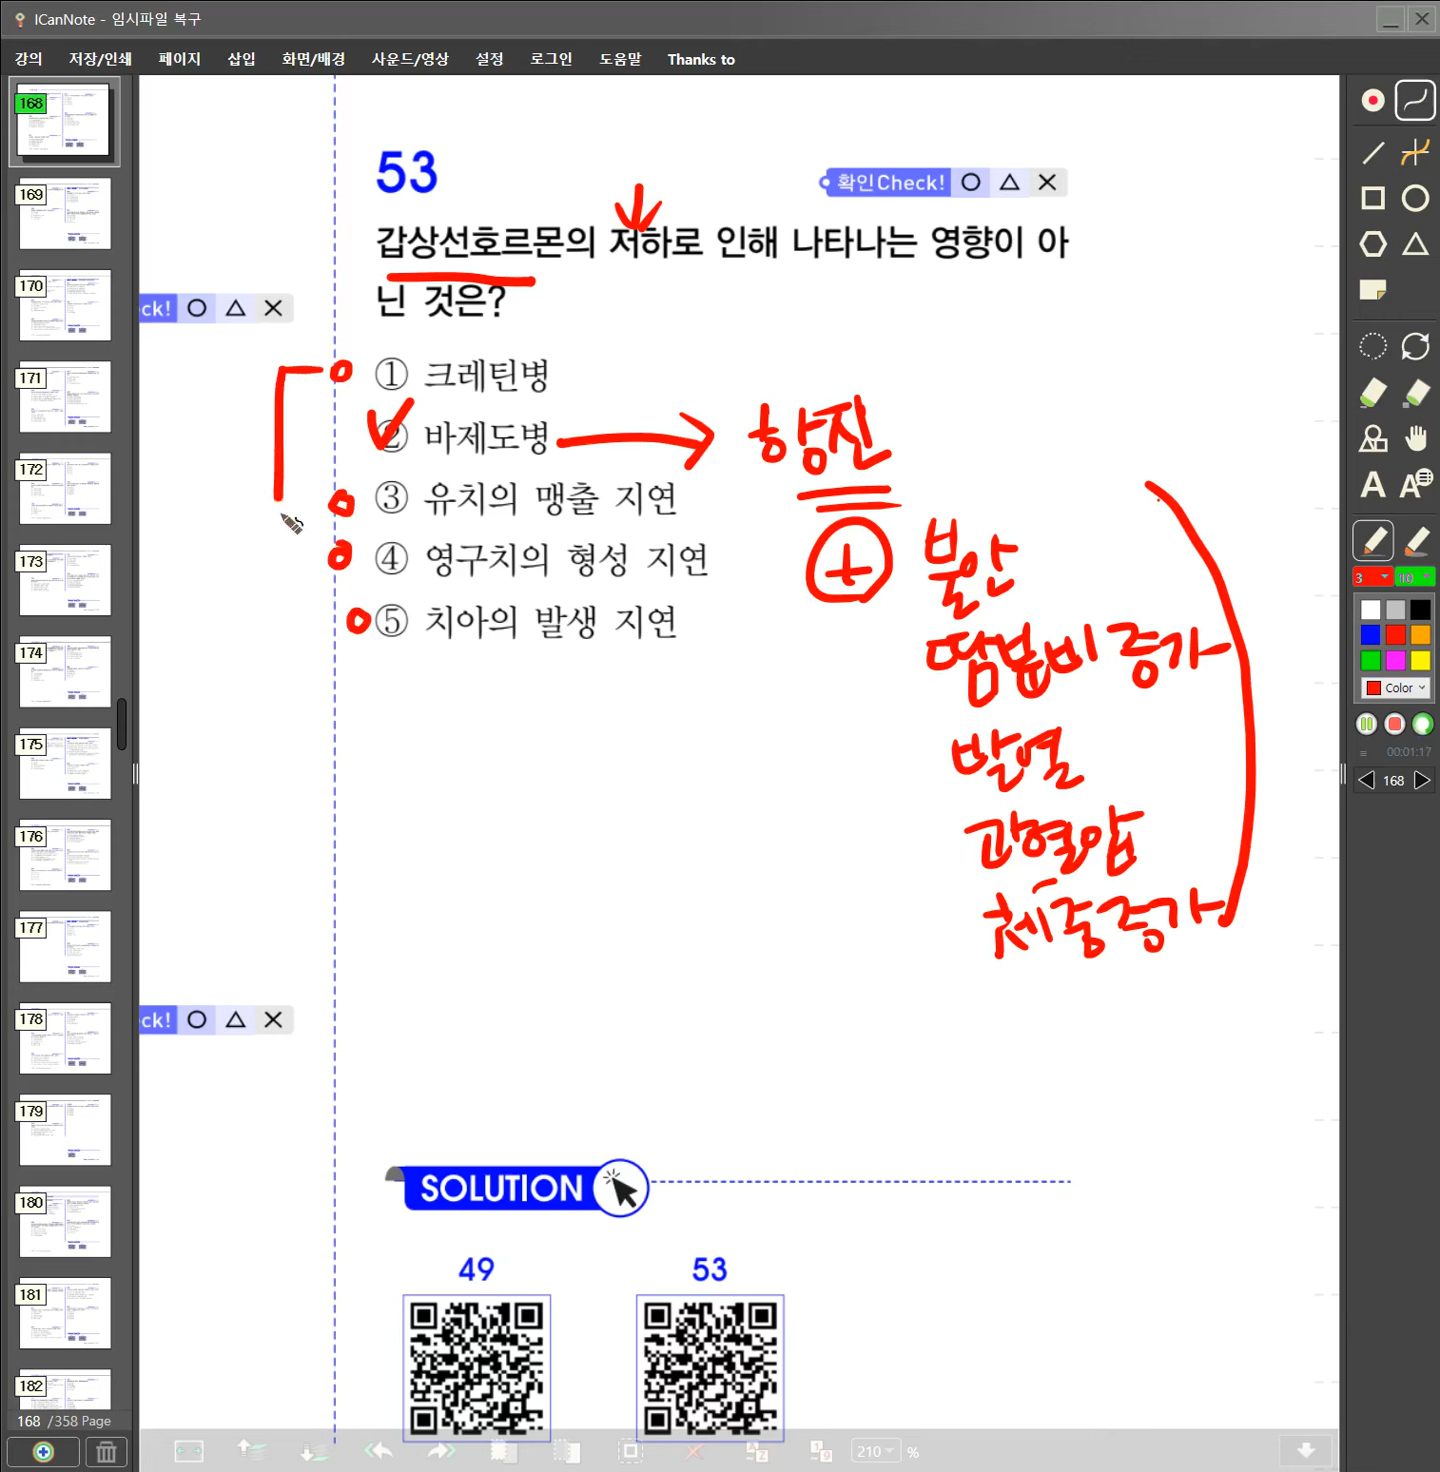 ICanNote - 임시파일 복구
강의 저장/인쇄 페이지 삽입 화면/배경 사운드/영상 설정 로그인 도움말 Thanks to
168
169
170
171
172
173
174
175
176
177
178
179
180
181
182
168 /358 Page
53
확인Check!
갑상선호르몬의 저하로 인해 나타나는 영향이 아
닌 것은?
ck!
① 크레틴병
② 바제도병
항진
③ 유치의 맹출 지연
④ 영구치의 형성 지연
⑤ 치아의 발생 지연
+
불안
땀분비 증가
발열
고혈압
체중증가
ck!
SOLUTION
49 53
210 %
A A
3 10
Color
00:01:17
168